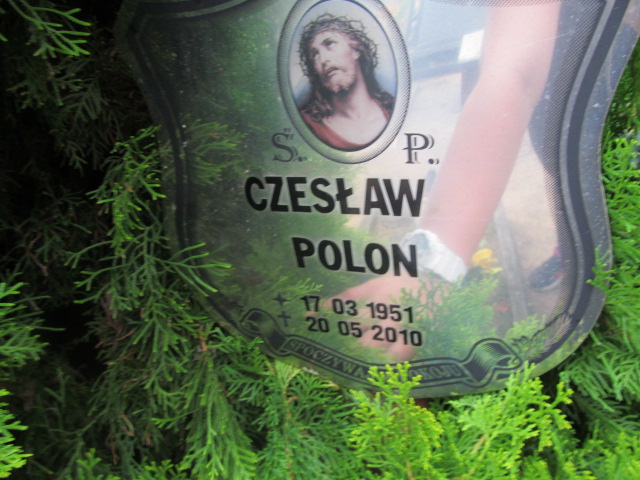 Ś. P.
CZESŁAW
POLON
* 17 03 1951
† 20 05 2010